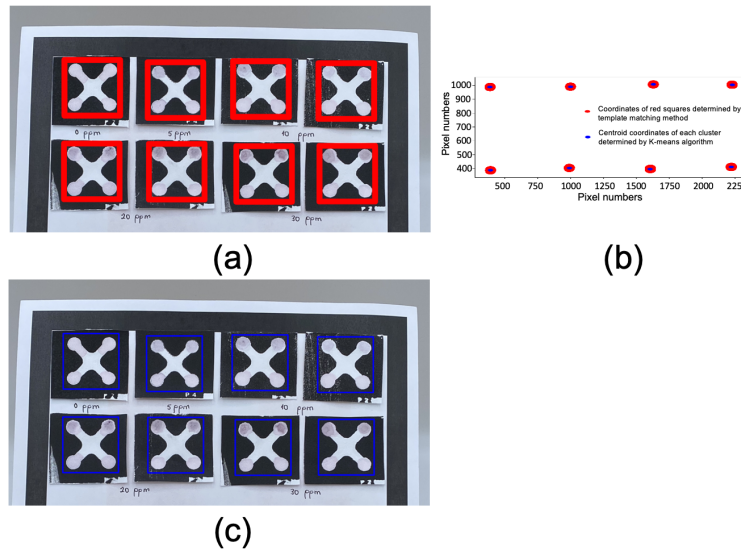 0 ppm
5 ppm
10 ppm
20 ppm
30 ppm
(a)
Pixel numbers
1000
900
800
700
600
500
400
500
750
1000
1250
1500
1750
2000
225
Pixel numbers
Coordinates of red squares determined by
template matching method
Centroid coordinates of each cluster
determined by K-means algorithm
(b)
P 4
0 ppm
5 ppm
10 ppm
20 ppm
30 ppm
(c)